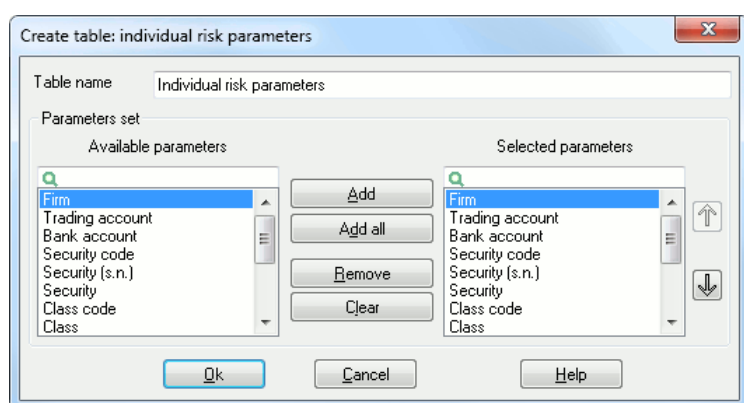 Create table: individual risk parameters
X
Table name Individual risk parameters
Parameters set
Available parameters
Firm
Trading account
Bank account
Security code
Security (s.n.)
Security
Class code
Class
Add
Add all
Remove
Clear
Selected parameters
Firm
Trading account
Bank account
Security code
Security (s.n.)
Security
Class code
Class
Ok Cancel Help